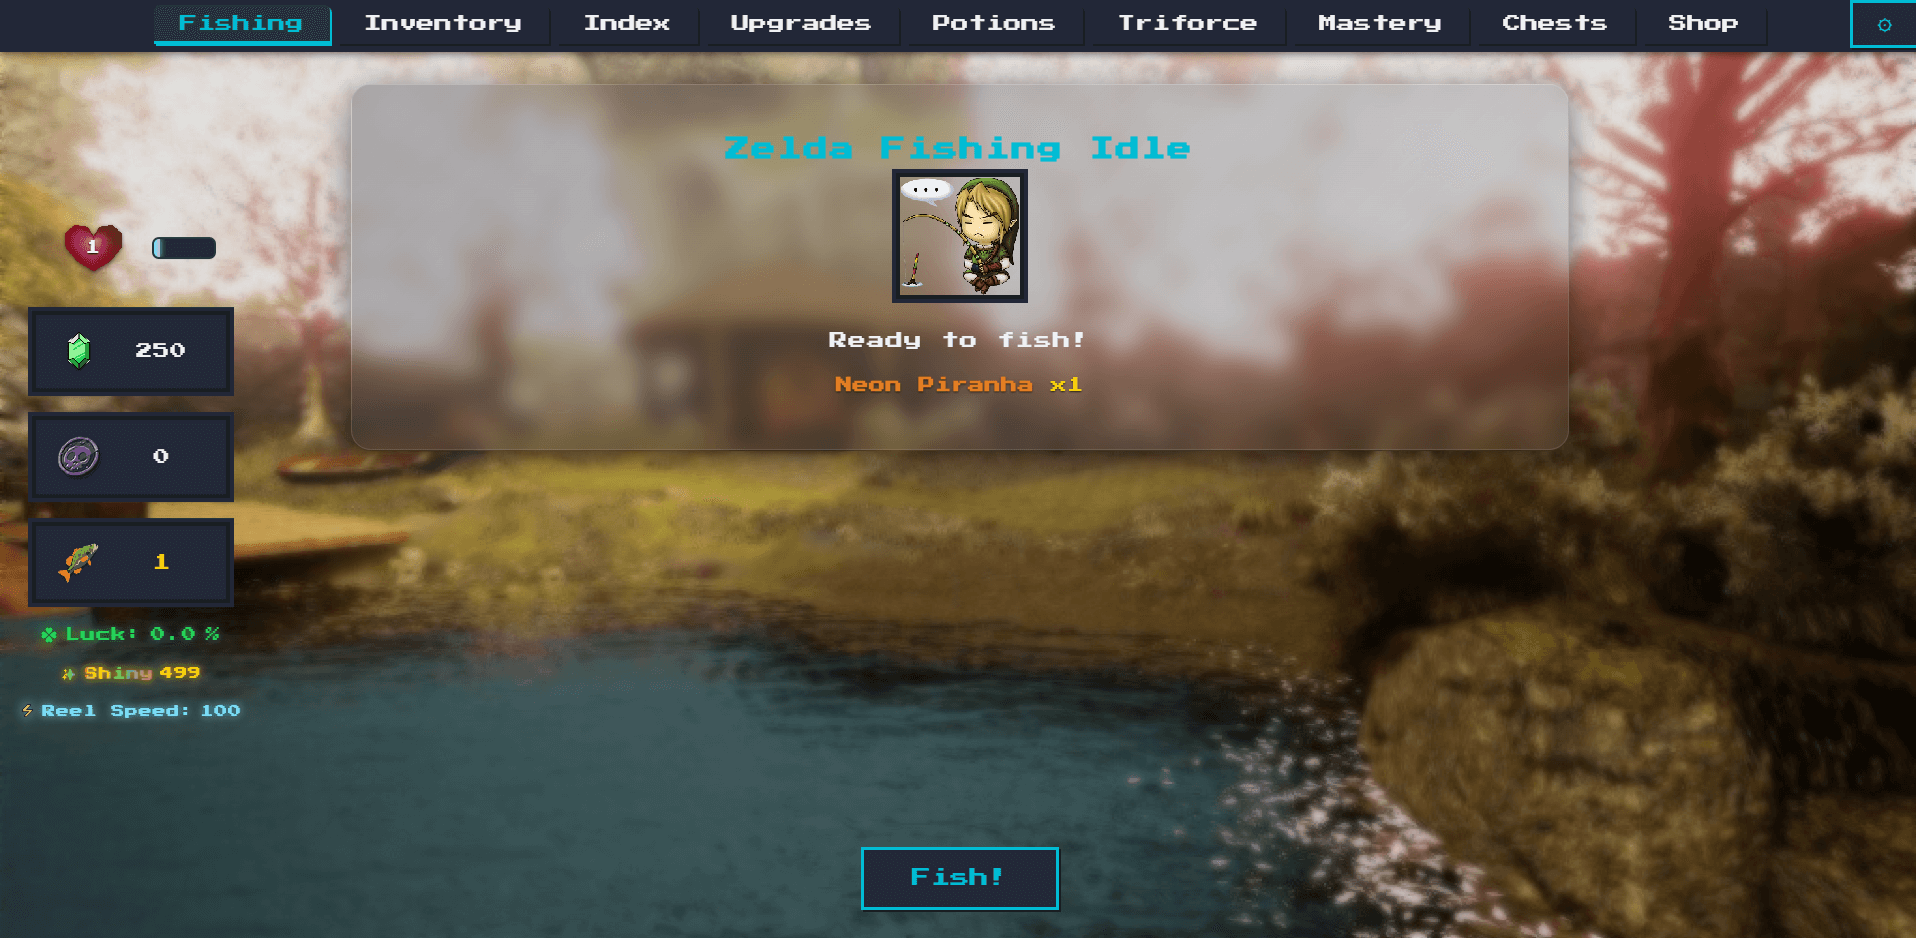 Fishing Inventory Index Upgrades Potions Triforce Mastery Chests Shop
Zelda Fishing Idle
...
1
Ready to fish!
Neon Piranha x1
250
0
1
Luck: 0.0 %
Shiny 499
Reel Speed: 100
Fish!